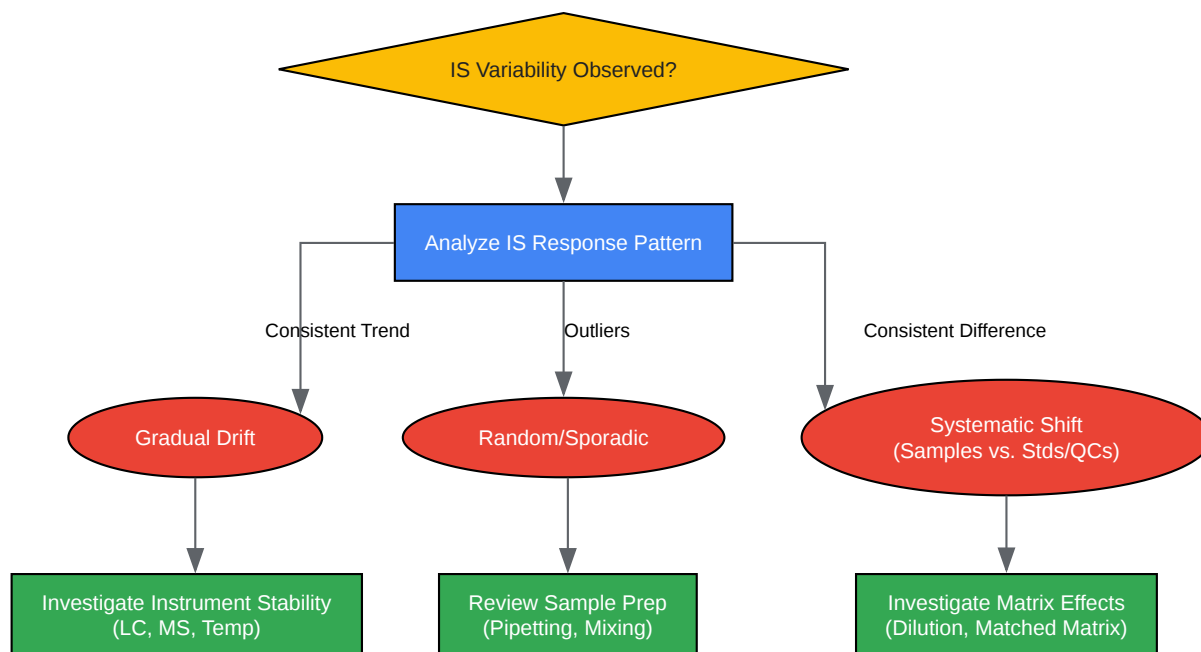 IS Variability Observed?
Analyze IS Response Pattern
Consistent Trend
Outliers
Consistent Difference
Gradual Drift
Random/Sporadic
Systematic Shift
(Samples vs. Stds/QCs)
Investigate Instrument Stability
(LC, MS, Temp)
Review Sample Prep
(Pipetting, Mixing)
Investigate Matrix Effects
(Dilution, Matched Matrix)